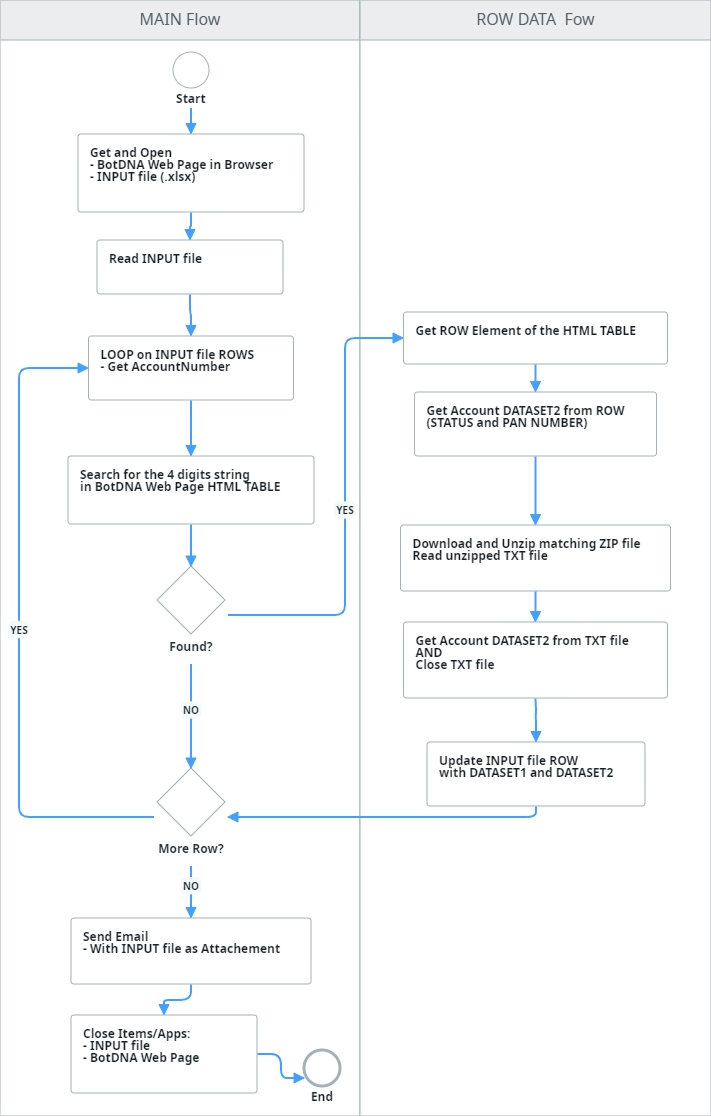 MAIN Flow
ROW DATA  Fow
Start
Get and Open
- BotDNA Web Page in Browser
- INPUT file (.xlsx)
Read INPUT file
LOOP on INPUT file ROWS
- Get AccountNumber
Search for the 4 digits string
in BotDNA Web Page HTML TABLE
Found?
YES
YES
NO
More Row?
NO
Send Email
- With INPUT file as Attachement
Close Items/Apps:
- INPUT file
- BotDNA Web Page
End
Get ROW Element of the HTML TABLE
Get Account DATASET2 from ROW
(STATUS and PAN NUMBER)
Download and Unzip matching ZIP file
Read unzipped TXT file
Get Account DATASET2 from TXT file
AND
Close TXT file
Update INPUT file ROW
with DATASET1 and DATASET2